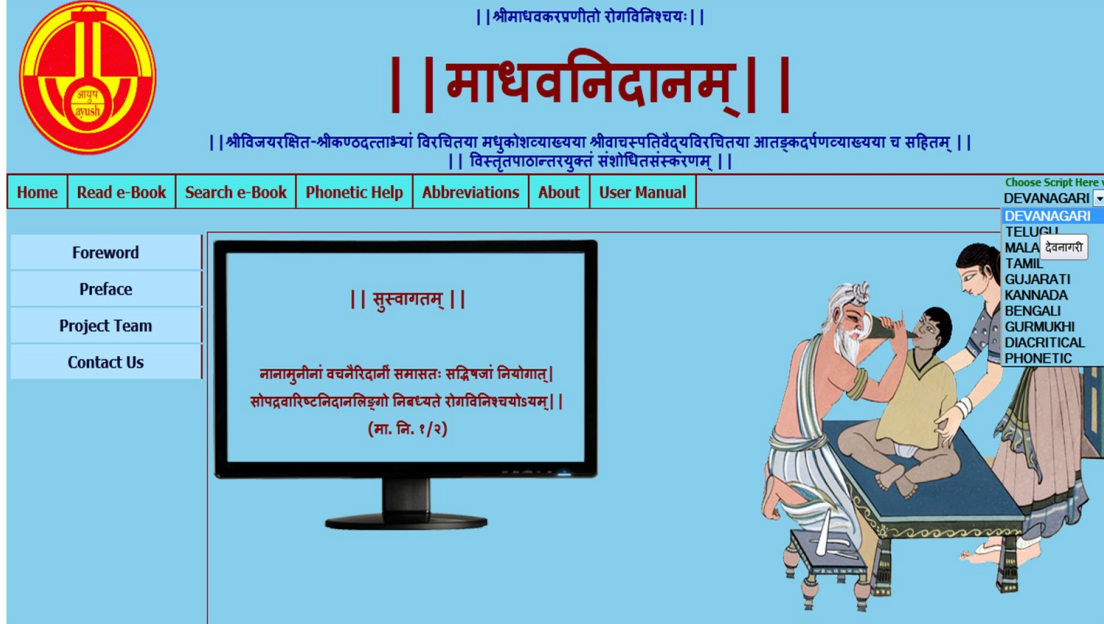 ||श्रीमाधवकरप्रणीतो रोगविनिश्चयः||
||माधवनिदानम्||
||श्रीविजयरक्षित-श्रीकण्ठदत्ताभ्यां विरचितया मधुकोशव्याख्यया श्रीवाचस्पतिवैद्यविरचितया आतङ्कदर्पणव्याख्यया च सहितम् ||
|| विस्तृतपाठान्तरयुक्तं संशोधितसंस्करणम् ||
आयुष
ayush
Home Read e-Book Search e-Book Phonetic Help Abbreviations About User Manual
Choose Script Here
DEVANAGARI
DEVANAGARI
TELUGU
MALA
देवनागरी
TAMIL
GUJARATI
KANNADA
BENGALI
GURMUKHI
DIACRITICAL
PHONETIC
Foreword
Preface
Project Team
Contact Us
|| सुस्वागतम् ||
नानामुनीनां वचनैरिदानीं समासतः सद्भिषजां नियोगात्|
सोपद्रवारिष्टनिदानलिङ्गो निबध्यते रोगविनिश्चयोऽयम्||
(मा. नि. १/२)